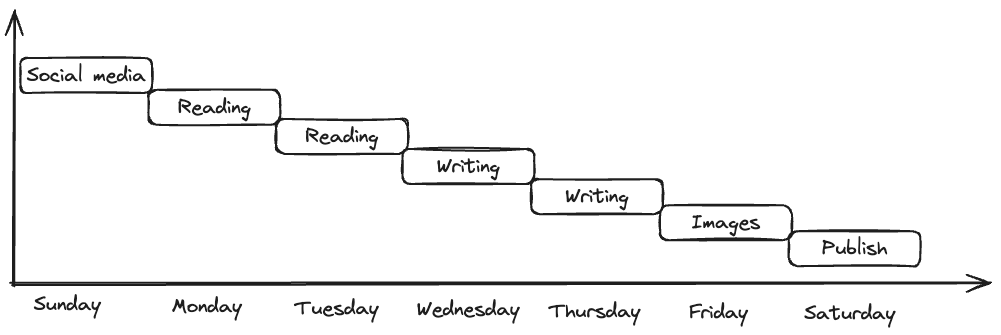 Social media
Reading
Reading
Writing
Writing
Images
Publish
Sunday Monday Tuesday Wednesday Thursday Friday Saturday